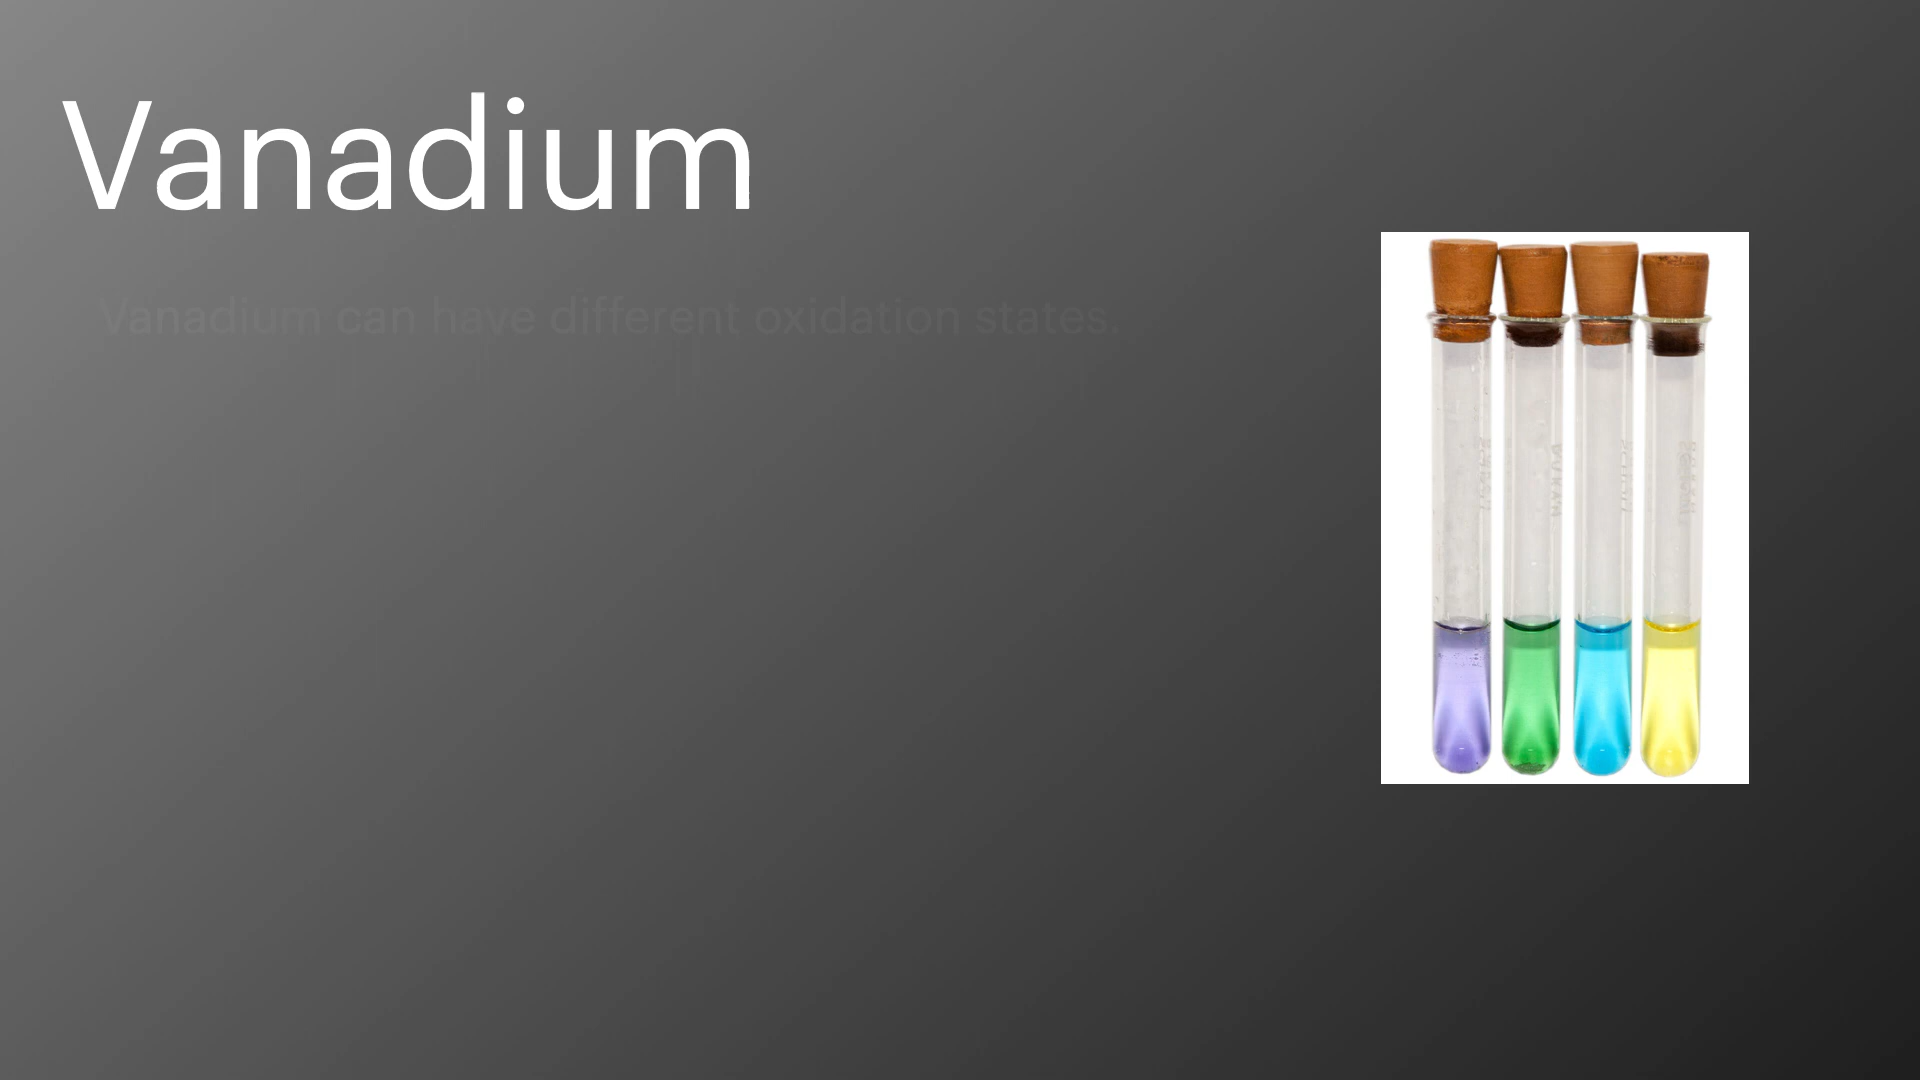 Vanadium
Vanadium can have different oxidation states.